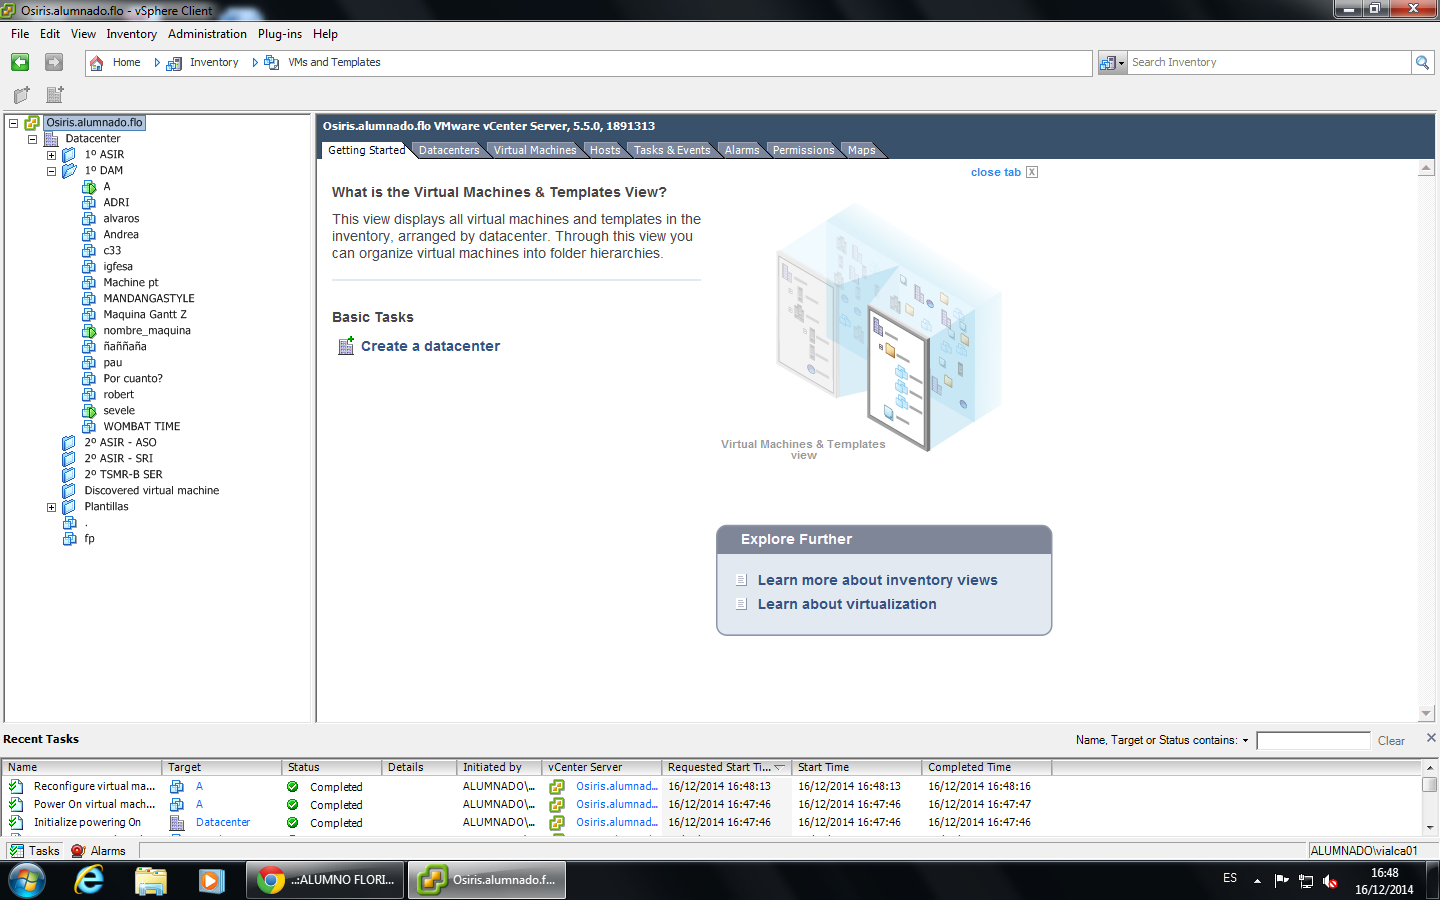 Osiris.alumnado.flo - vSphere Client
File Edit View Inventory Administration Plug-ins Help
Home Inventory VMs and Templates
Search Inventory
Osiris.alumnado.flo
Datacenter
1º ASIR
1º DAM
A
ADRI
alvaros
Andrea
c33
igfesa
Machine pt
MANDANGASTYLE
Maquina Gantt Z
nombre_maquina
ñaññaña
pau
Por cuanto?
robert
sevele
WOMBAT TIME
2º ASIR - ASO
2º ASIR - SRI
2º TSMR-B SER
Discovered virtual machine
Plantillas
.
fp
Osiris.alumnado.flo VMware vCenter Server, 5.5.0, 1891313
Getting Started Datacenters Virtual Machines Hosts Tasks & Events Alarms Permissions Maps
close tab X
What is the Virtual Machines & Templates View?
This view displays all virtual machines and templates in the
inventory, arranged by datacenter. Through this view you
can organize virtual machines into folder hierarchies.
Basic Tasks
Create a datacenter
Virtual Machines & Templates
view
Explore Further
Learn more about inventory views
Learn about virtualization
Recent Tasks
Name, Target or Status contains: Clear
Name Target Status Details Initiated by vCenter Server Requested Start Ti... Start Time Completed Time
Reconfigure virtual ma... A Completed ALUMNADO\... Osiris.alumnad... 16/12/2014 16:48:13 16/12/2014 16:48:13 16/12/2014 16:48:16
Power On virtual mach... A Completed ALUMNADO\... Osiris.alumnad... 16/12/2014 16:47:46 16/12/2014 16:47:46 16/12/2014 16:47:47
Initialize powering On Datacenter Completed ALUMNADO\... Osiris.alumnad... 16/12/2014 16:47:46 16/12/2014 16:47:46 16/12/2014 16:47:46
Tasks Alarms
ALUMNADO\vialca01
..:ALUMNO FLORI...
Osiris.alumnado.f...
ES
16:48
16/12/2014